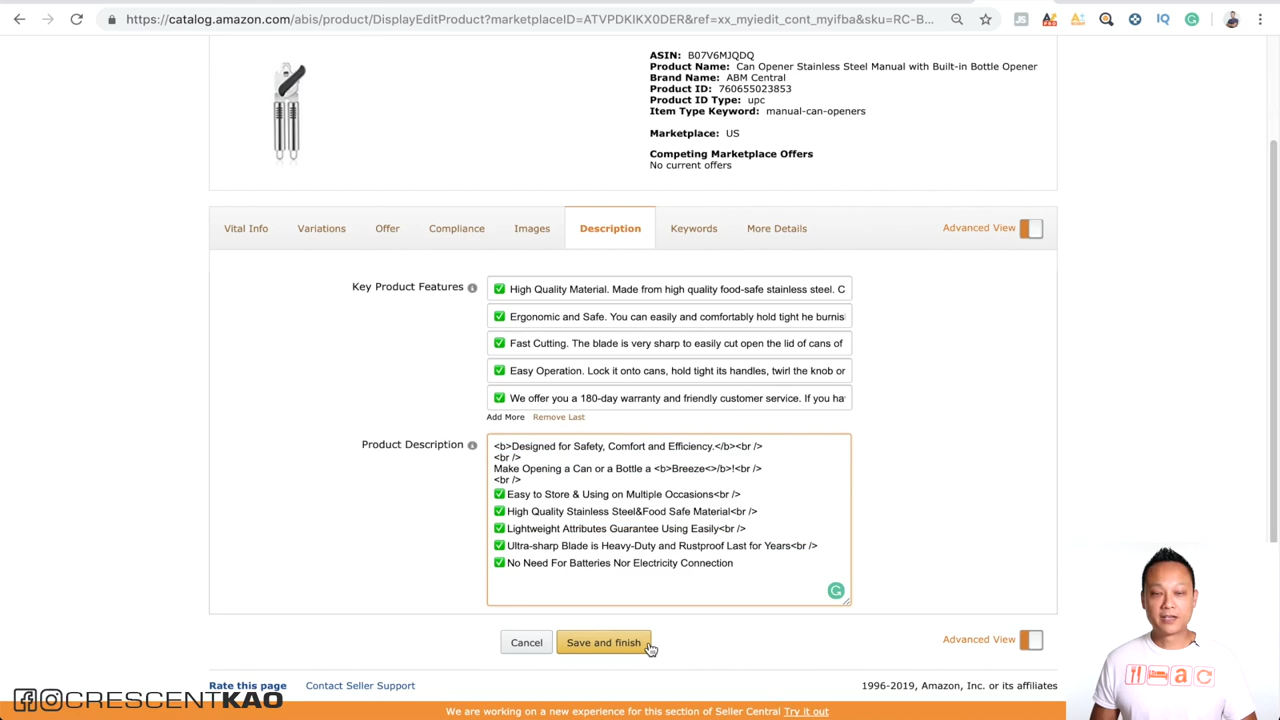 https://catalog.amazon.com/abis/product/DisplayEditProduct?marketplaceID=ATVPDKIKX0DER&ref=xx_myiedit_cont_myifba&sku=RC-B...
ASIN: B07V6MJQDQ
Product Name: Can Opener Stainless Steel Manual with Built-in Bottle Opener
Brand Name: ABM Central
Product ID: 760655023853
Product ID Type: upc
Item Type Keyword: manual-can-openers
Marketplace: US
Competing Marketplace Offers
No current offers
Vital Info Variations Offer Compliance Images Description Keywords More Details Advanced View
Key Product Features
✅ High Quality Material. Made from high quality food-safe stainless steel. C
✅ Ergonomic and Safe. You can easily and comfortably hold tight he burnis
✅ Fast Cutting. The blade is very sharp to easily cut open the lid of cans of
✅ Easy Operation. Lock it onto cans, hold tight its handles, twirl the knob or
✅ We offer you a 180-day warranty and friendly customer service. If you ha
Add More Remove Last
Product Description
<b>Designed for Safety, Comfort and Efficiency.</b><br />
<br />
Make Opening a Can or a Bottle a <b>Breeze<>/b>!<br />
<br />
✅ Easy to Store & Using on Multiple Occasions<br />
✅ High Quality Stainless Steel&Food Safe Material<br />
✅ Lightweight Attributes Guarantee Using Easily<br />
✅ Ultra-sharp Blade is Heavy-Duty and Rustproof Last for Years<br />
✅ No Need For Batteries Nor Electricity Connection
Cancel Save and finish Advanced View
Rate this page Contact Seller Support 1996-2019, Amazon, Inc. or its affiliates
CRESCENTKAO
We are working on a new experience for this section of Seller Central Try it out